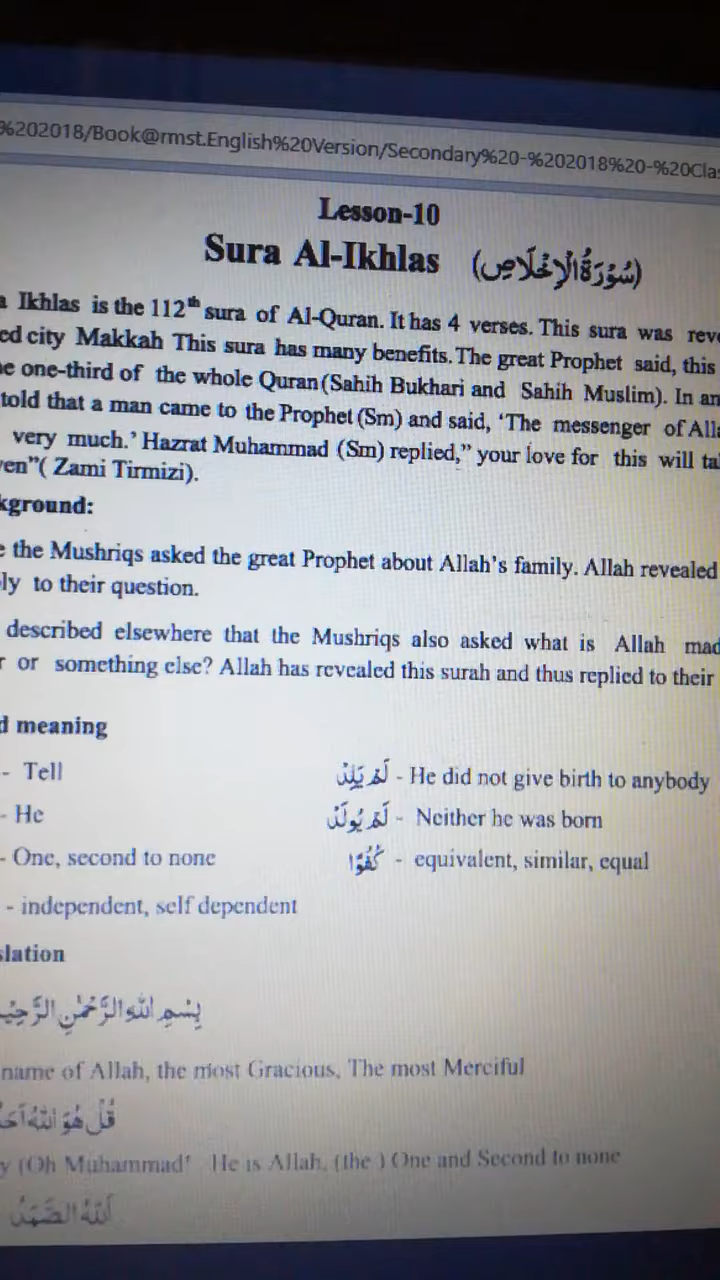 %202018/Book@rmst.English%20Version/Secondary%20-%202018%20-%20Clas
Lesson-10
Sura Al-Ikhlas (سُوْرَةُ الْإِخْلَاصِ)
a Ikhlas is the 112th sura of Al-Quran. It has 4 verses. This sura was reve
ed city Makkah This sura has many benefits. The great Prophet said, this
e one-third of the whole Quran (Sahih Bukhari and Sahih Muslim). In an
told that a man came to the Prophet (Sm) and said, 'The messenger of Alla
very much.' Hazrat Muhammad (Sm) replied," your love for this will ta
ven"( Zami Tirmizi).
kground:
e the Mushriqs asked the great Prophet about Allah's family. Allah revealed
ly to their question.
described elsewhere that the Mushriqs also asked what is Allah mad
r or something else? Allah has revealed this surah and thus replied to their
d meaning
- Tell
لَمْ يَلِدْ - He did not give birth to anybody
- He
لَمْ يُولَدْ - Neither he was born
- One, second to none
كُفُوًا - equivalent, similar, equal
- independent, self dependent
slation
بِسْمِ اللهِ الرَّحْمٰنِ الرَّحِيْ
name of Allah, the most Gracious, The most Merciful
قُلْ هُوَ اللهُ اَحَ
y (Oh Muhammad' He is Allah, (the ) One and Second to none
اَللهُ الصَّمَدُ